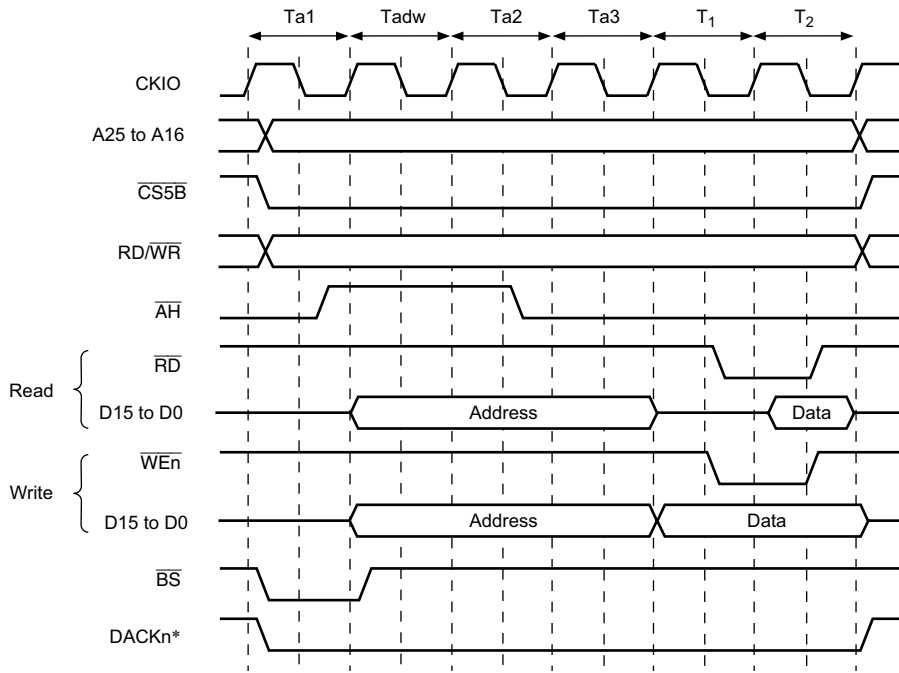 Ta1 Tadw Ta2 Ta3 T1 T2
CKIO
A25 to A16
CS5B
RD/WR
AH
RD
Read
D15 to D0 Address Data
WEn
Write
D15 to D0 Address Data
BS
DACKn*